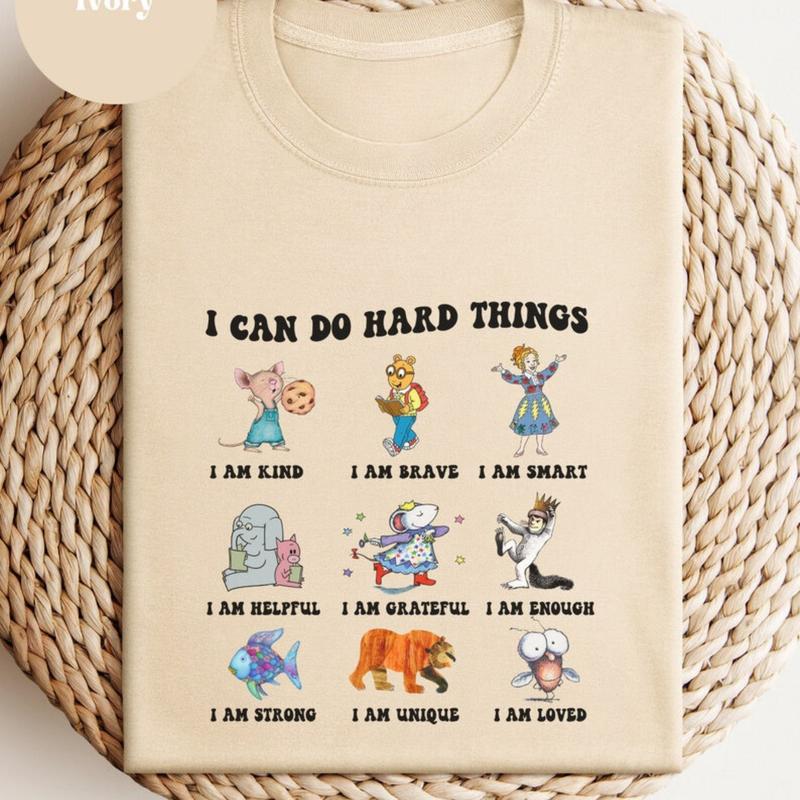 Ivory
I CAN DO HARD THINGS
I AM KIND I AM BRAVE I AM SMART
I AM HELPFUL I AM GRATEFUL I AM ENOUGH
I AM STRONG I AM UNIQUE I AM LOVED